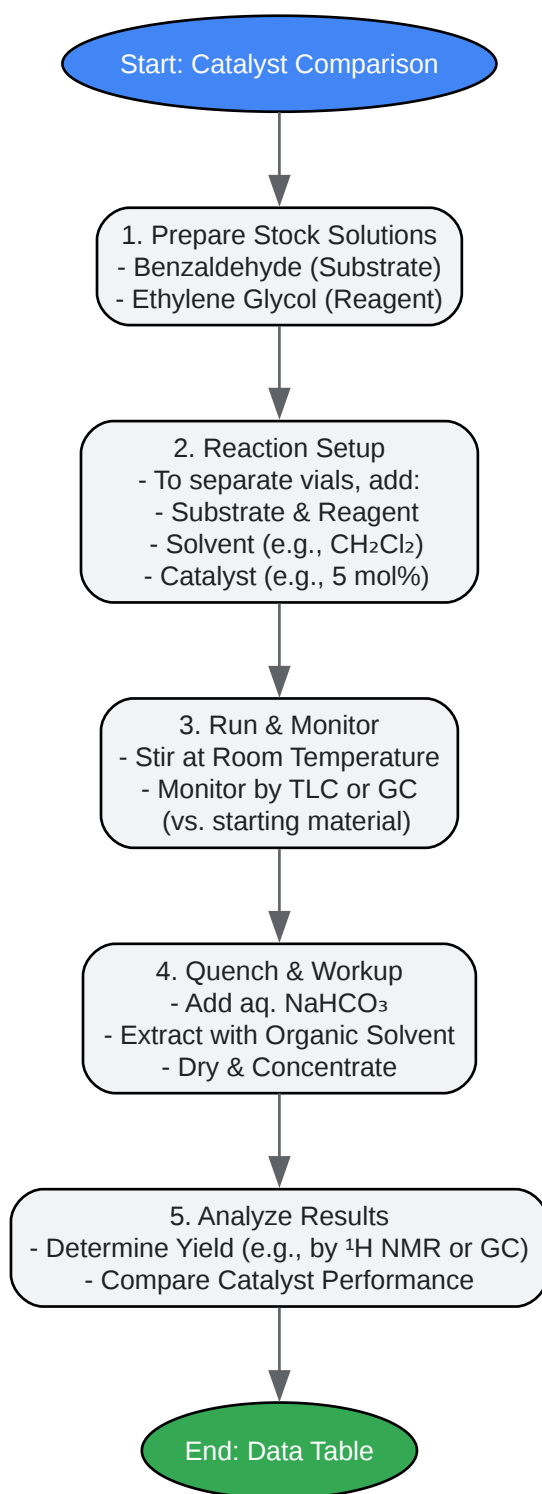 Start: Catalyst Comparison
1. Prepare Stock Solutions
- Benzaldehyde (Substrate)
- Ethylene Glycol (Reagent)
2. Reaction Setup
- To separate vials, add:
- Substrate & Reagent
- Solvent (e.g., CH₂Cl₂)
- Catalyst (e.g., 5 mol%)
3. Run & Monitor
- Stir at Room Temperature
- Monitor by TLC or GC
(vs. starting material)
4. Quench & Workup
- Add aq. NaHCO₃
- Extract with Organic Solvent
- Dry & Concentrate
5. Analyze Results
- Determine Yield (e.g., by ¹H NMR or GC)
- Compare Catalyst Performance
End: Data Table